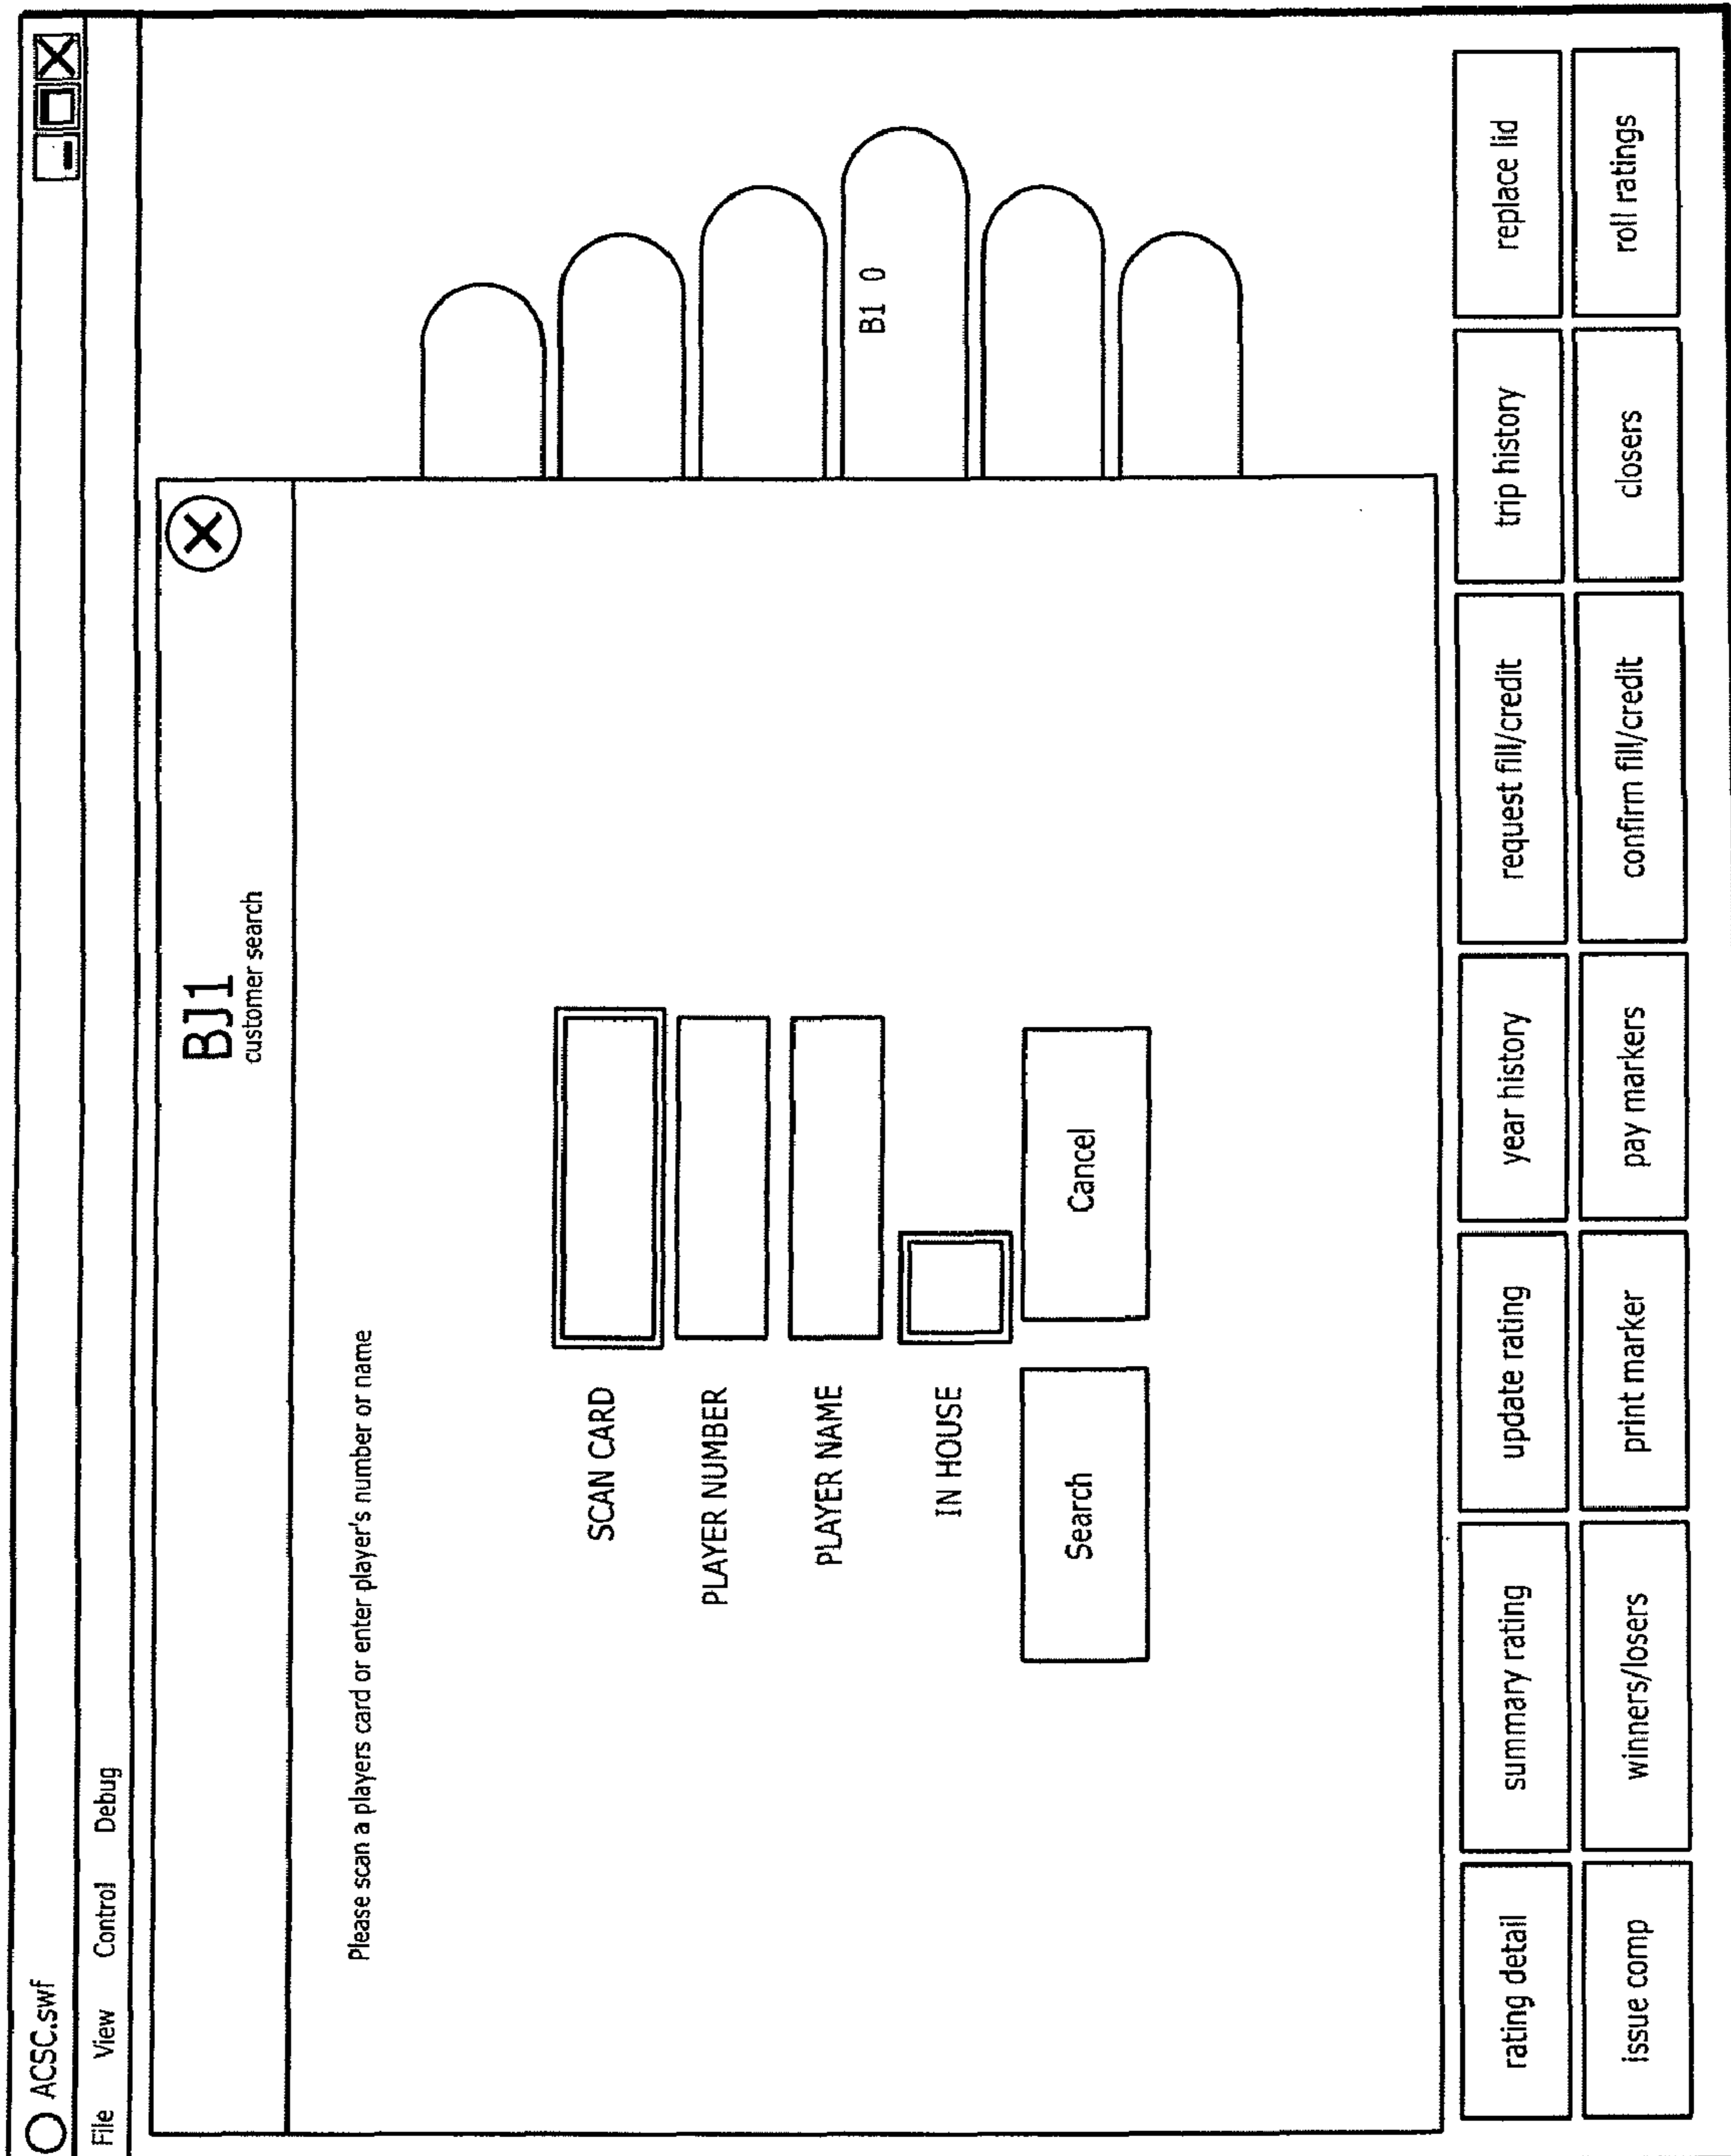 ACSC.swf
File View Control Debug
BJ1
customer search
Please scan a players card or enter player's number or name
SCAN CARD
PLAYER NUMBER
PLAYER NAME
IN HOUSE
Search Cancel
B1 0
rating detail summary rating update rating year history request fill/credit trip history replace lid
issue comp winners/losers print marker pay markers confirm fill/credit closers roll ratings